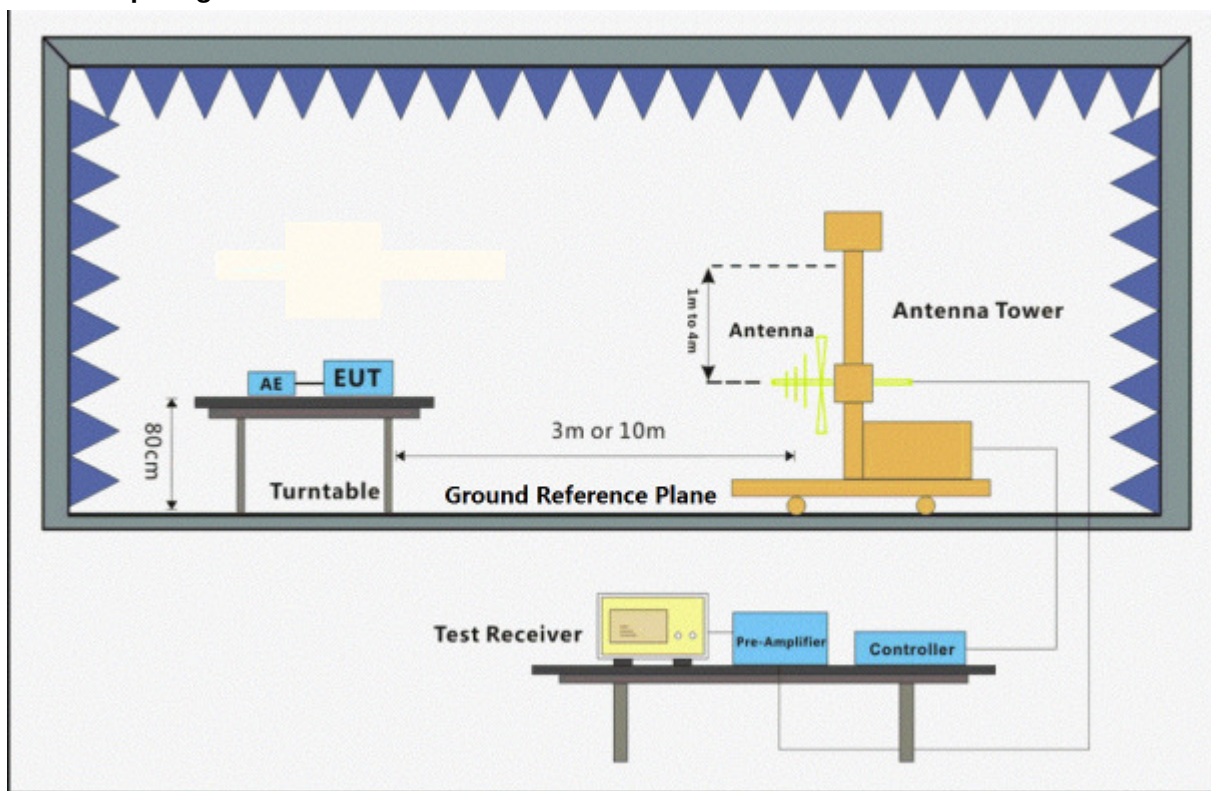 1m to 4m
Antenna
Antenna Tower
AE
EUT
80cm
3m or 10m
Turntable
Ground Reference Plane
Test Receiver
Pre-Amplifier
Controller